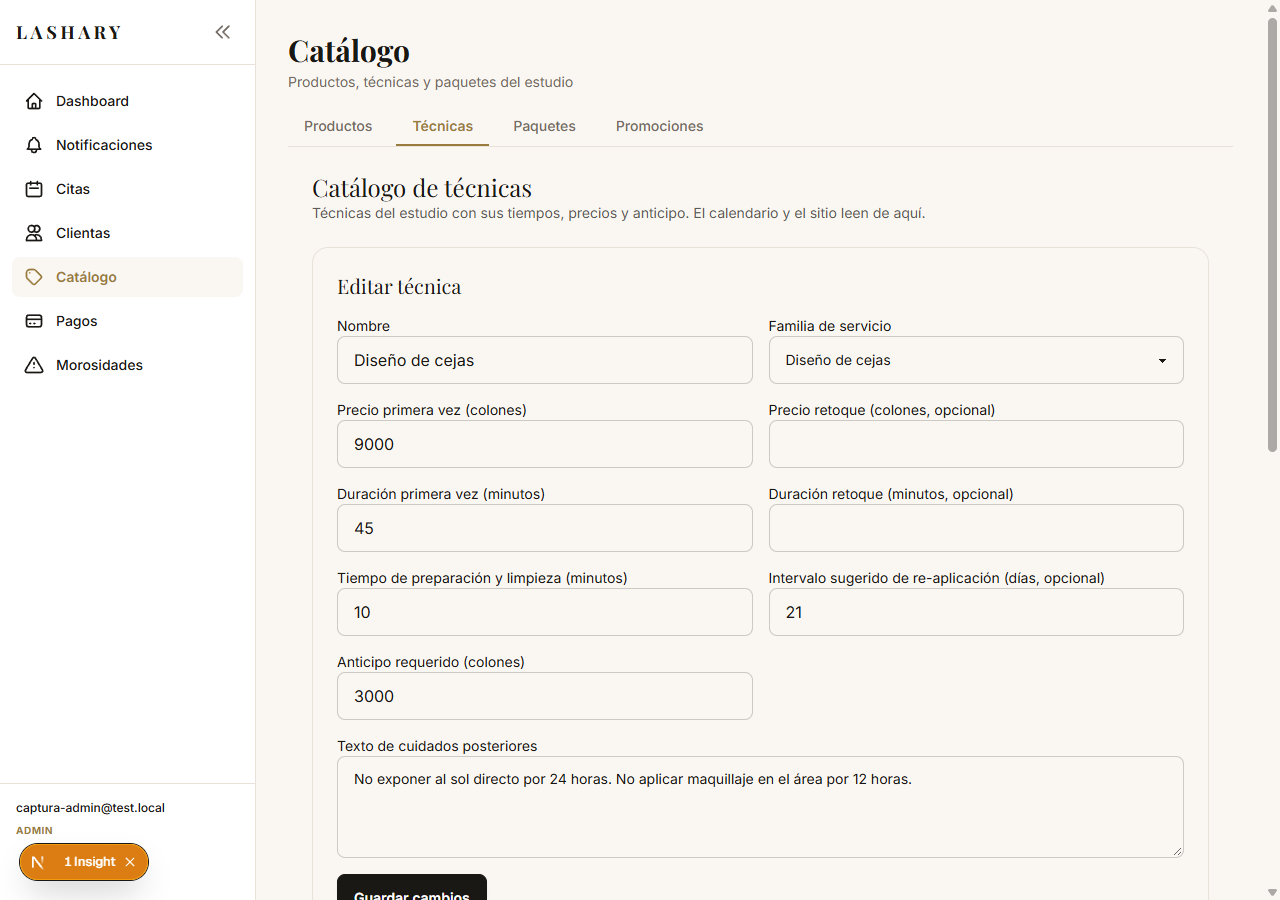 LASHARY
Dashboard
Notificaciones
Citas
Clientas
Catálogo
Pagos
Morosidades
captura-admin@test.local
ADMIN
N 1 Insight
Catálogo
Productos, técnicas y paquetes del estudio
Productos Técnicas Paquetes Promociones
Catálogo de técnicas
Técnicas del estudio con sus tiempos, precios y anticipo. El calendario y el sitio leen de aquí.
Editar técnica
Nombre Familia de servicio
Diseño de cejas Diseño de cejas
Precio primera vez (colones) Precio retoque (colones, opcional)
9000
Duración primera vez (minutos) Duración retoque (minutos, opcional)
45
Tiempo de preparación y limpieza (minutos) Intervalo sugerido de re-aplicación (días, opcional)
10 21
Anticipo requerido (colones)
3000
Texto de cuidados posteriores
No exponer al sol directo por 24 horas. No aplicar maquillaje en el área por 12 horas.
Guardar cambios